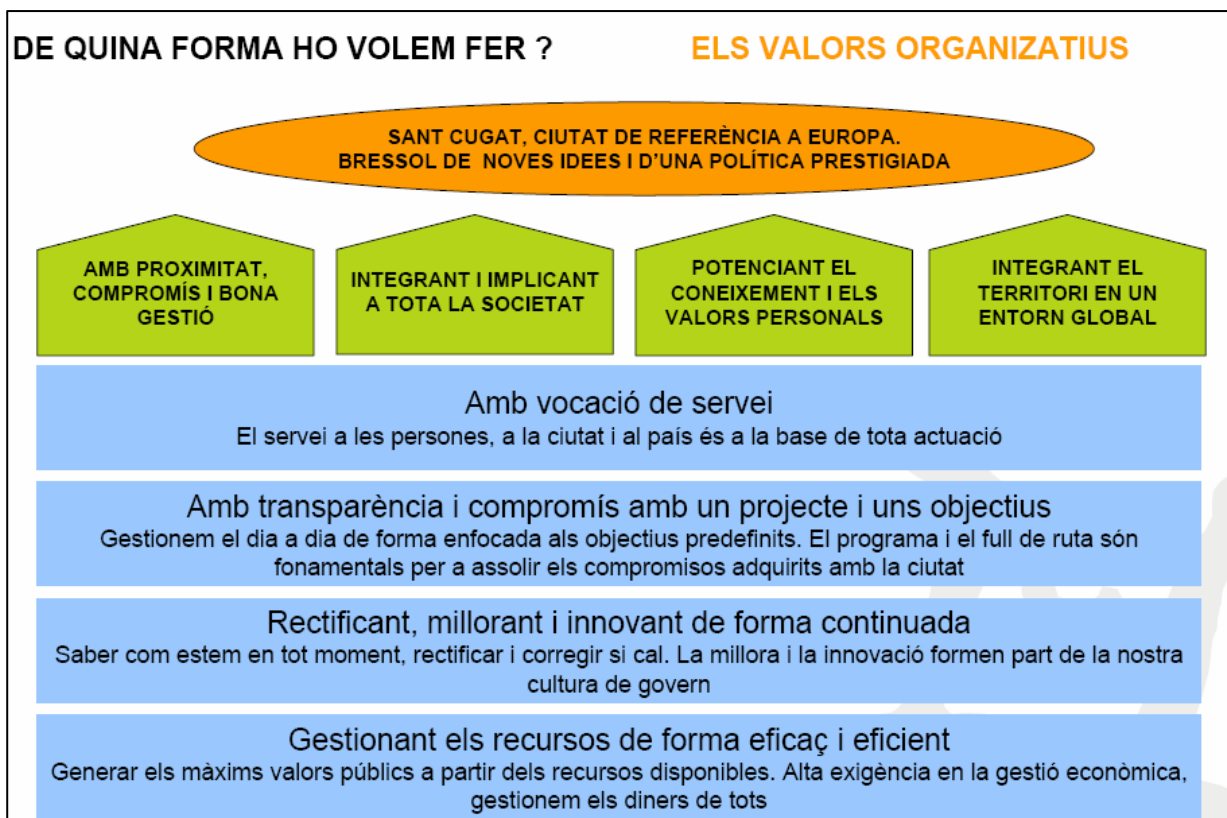 DE QUINA FORMA HO VOLEM FER ?
ELS VALORS ORGANIZATIUS
SANT CUGAT, CIUTAT DE REFERÈNCIA A EUROPA.
BRESSOL DE NOVES IDEES I D'UNA POLÍTICA PRESTIGIADA
AMB PROXIMITAT,
COMPROMÍS I BONA
GESTIÓ
INTEGRANT I IMPLICANT
A TOTA LA SOCIETAT
POTENCIANT EL
CONEIXEMENT I ELS
VALORS PERSONALS
INTEGRANT EL
TERRITORI EN UN
ENTORN GLOBAL
Amb vocació de servei
El servei a les persones, a la ciutat i al país és a la base de tota actuació
Amb transparència i compromís amb un projecte i uns objectius
Gestionem el dia a dia de forma enfocada als objectius predefinits. El programa i el full de ruta són
fonamentals per a assolir els compromisos adquirits amb la ciutat
Rectificant, millorant i innovant de forma continuada
Saber com estem en tot moment, rectificar i corregir si cal. La millora i la innovació formen part de la nostra
cultura de govern
Gestionant els recursos de forma eficaç i eficient
Generar els màxims valors públics a partir dels recursos disponibles. Alta exigència en la gestió econòmica,
gestionem els diners de tots